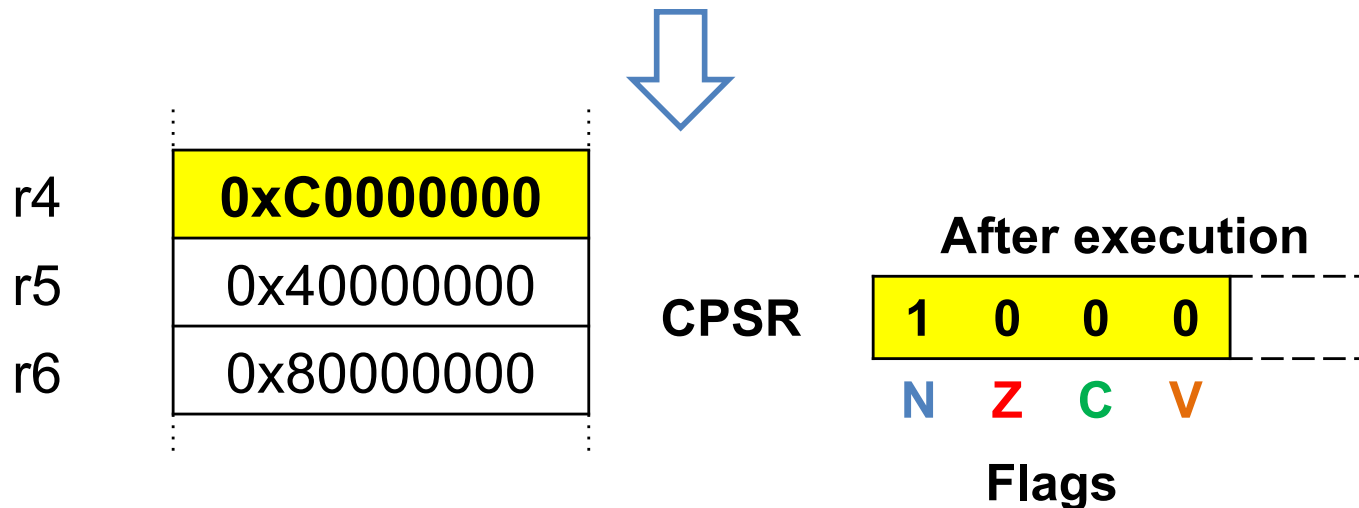 r4 0xC0000000
r5 0x40000000
r6 0x80000000
After execution
CPSR 1 0 0 0
N Z C V
Flags